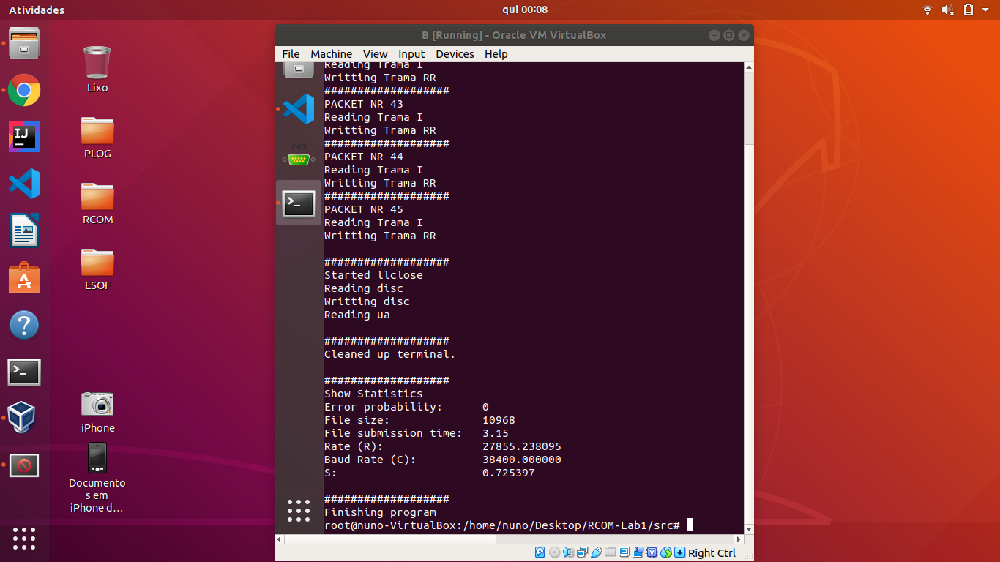 Atividades
qui 00:08
Lixo
PLOG
RCOM
ESOF
iPhone
Documento
s em
iPhone d...
IJ
B [Running] - Oracle VM VirtualBox
File Machine View Input Devices Help
Reading Trama I
Writting Trama RR
###################
PACKET NR 43
Reading Trama I
Writting Trama RR
###################
PACKET NR 44
Reading Trama I
Writting Trama RR
###################
PACKET NR 45
Reading Trama I
Writting Trama RR
###################
Started llclose
Reading disc
Writting disc
Reading ua
###################
Cleaned up terminal.
###################
Show Statistics
Error probability: 0
File size: 10968
File submission time: 3.15
Rate (R): 27855.238095
Baud Rate (C): 38400.000000
S: 0.725397
###################
Finishing program
root@nuno-VirtualBox:/home/nuno/Desktop/RCOM-Lab1/src#
Right Ctrl